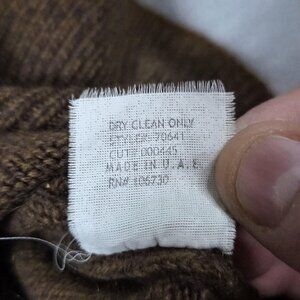 DRY CLEAN ONLY
STYLE#: 70641
CUT#: 000445
MADE IN U.A.E.
RN# 106730